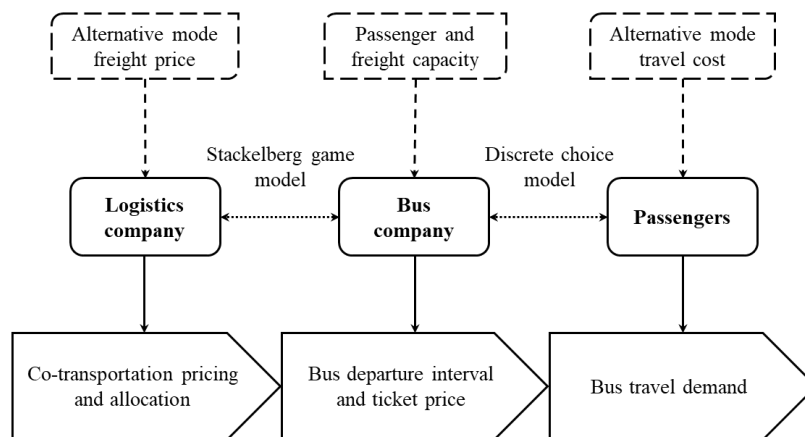 Alternative mode
freight price
Passenger and
freight capacity
Alternative mode
travel cost
Stackelberg game
model
Discrete choice
model
Logistics
company
Bus
company
Passengers
Co-transportation pricing
and allocation
Bus departure interval
and ticket price
Bus travel demand